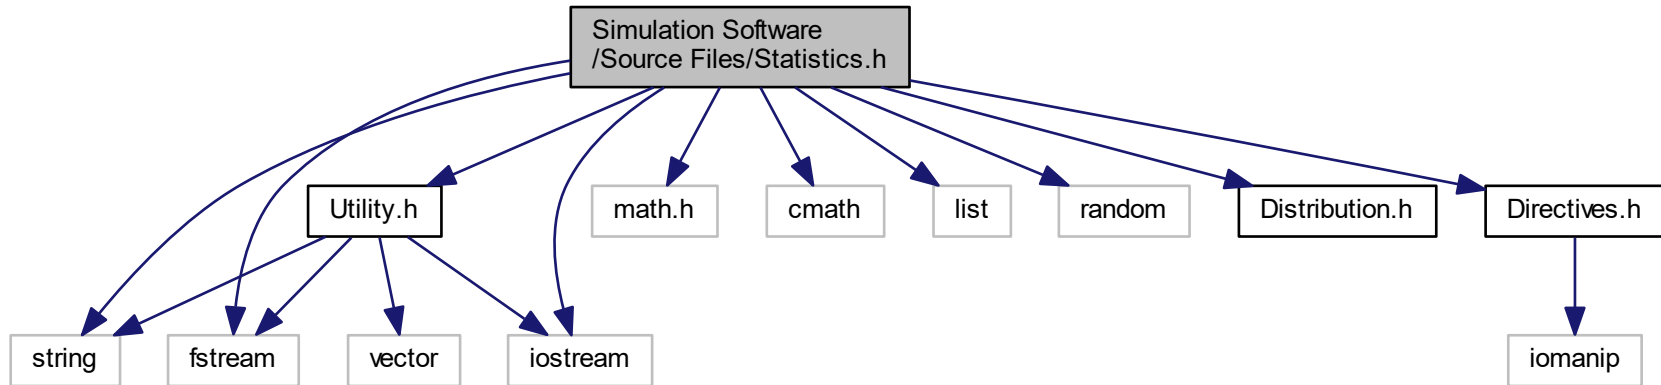 Simulation Software
/Source Files/Statistics.h
Utility.h
math.h
cmath
list
random
Distribution.h
Directives.h
string
fstream
vector
iostream
iomanip